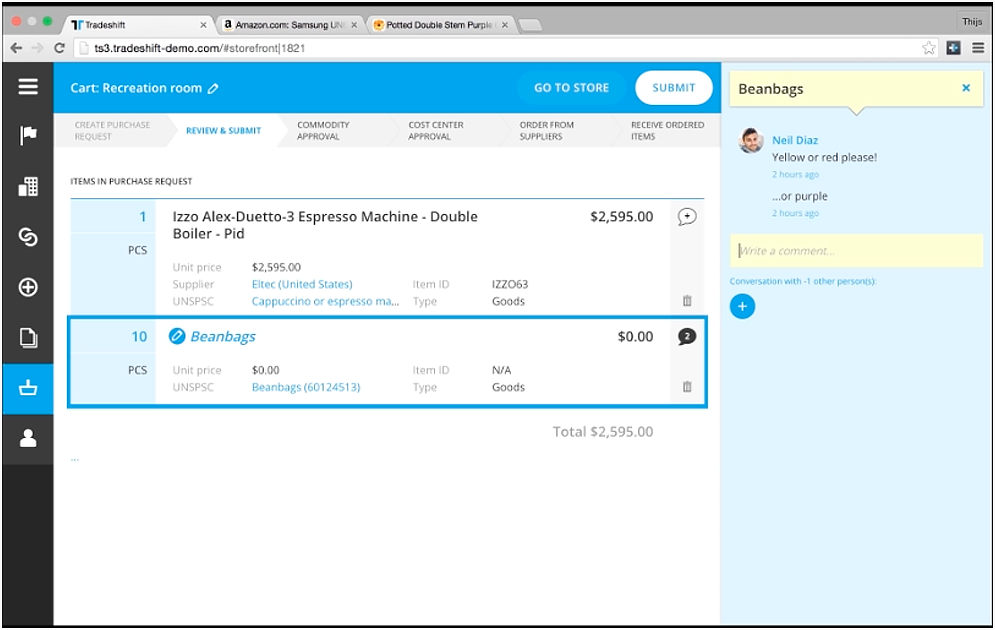 Tradeshift
Amazon.com: Samsung UN
Potted Double Stem Purple
Thijs
ts3.tradeshift-demo.com/#storefront|1821
Cart: Recreation room
GO TO STORE
SUBMIT
CREATE PURCHASE
REQUEST
REVIEW & SUBMIT
COMMODITY
APPROVAL
COST CENTER
APPROVAL
ORDER FROM
SUPPLIERS
RECEIVE ORDERED
ITEMS
ITEMS IN PURCHASE REQUEST
1
PCS
Izzo Alex-Duetto-3 Espresso Machine - Double
Boiler - Pid
$2,595.00
Unit price $2,595.00
Supplier Eltec (United States) Item ID IZZO63
UNSPSC Cappuccino or espresso ma... Type Goods
10
PCS
Beanbags
$0.00
2
Unit price $0.00 Item ID N/A
UNSPSC Beanbags (60124513) Type Goods
Total $2,595.00
...
Beanbags
Neil Diaz
Yellow or red please!
2 hours ago
...or purple
2 hours ago
Write a comment...
Conversation with -1 other person(s):